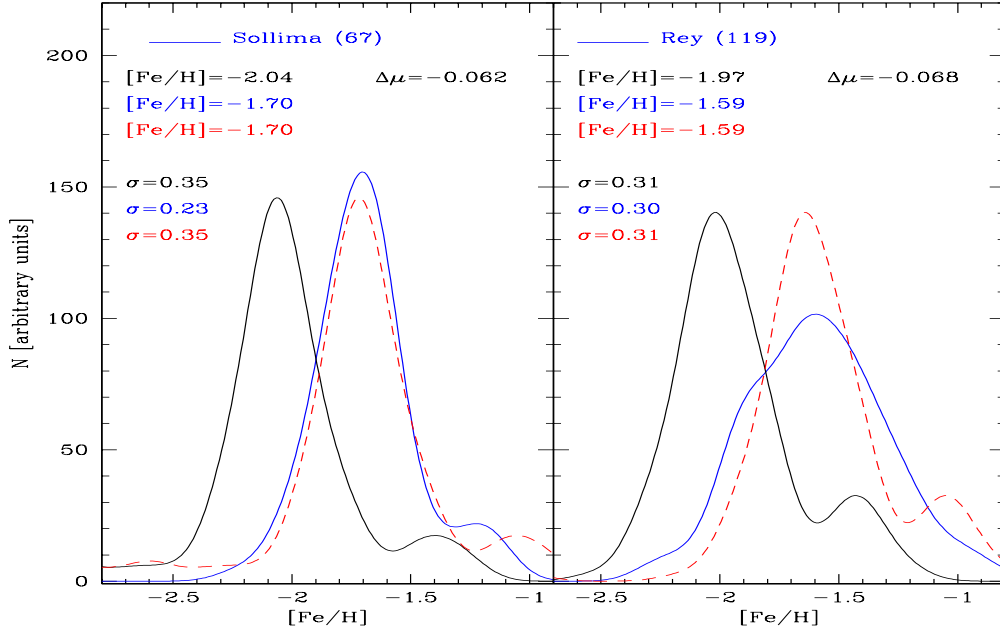 Sollima (67)
[Fe/H]=−2.04 Δμ=−0.062
[Fe/H]=−1.70
[Fe/H]=−1.70
σ=0.35
σ=0.23
σ=0.35
Rey (119)
[Fe/H]=−1.97 Δμ=−0.068
[Fe/H]=−1.59
[Fe/H]=−1.59
σ=0.31
σ=0.30
σ=0.31
200
150
100
50
0
N [arbitrary units]
−2.5 −2 −1.5 −1
−2.5 −2 −1.5 −1
[Fe/H]
[Fe/H]